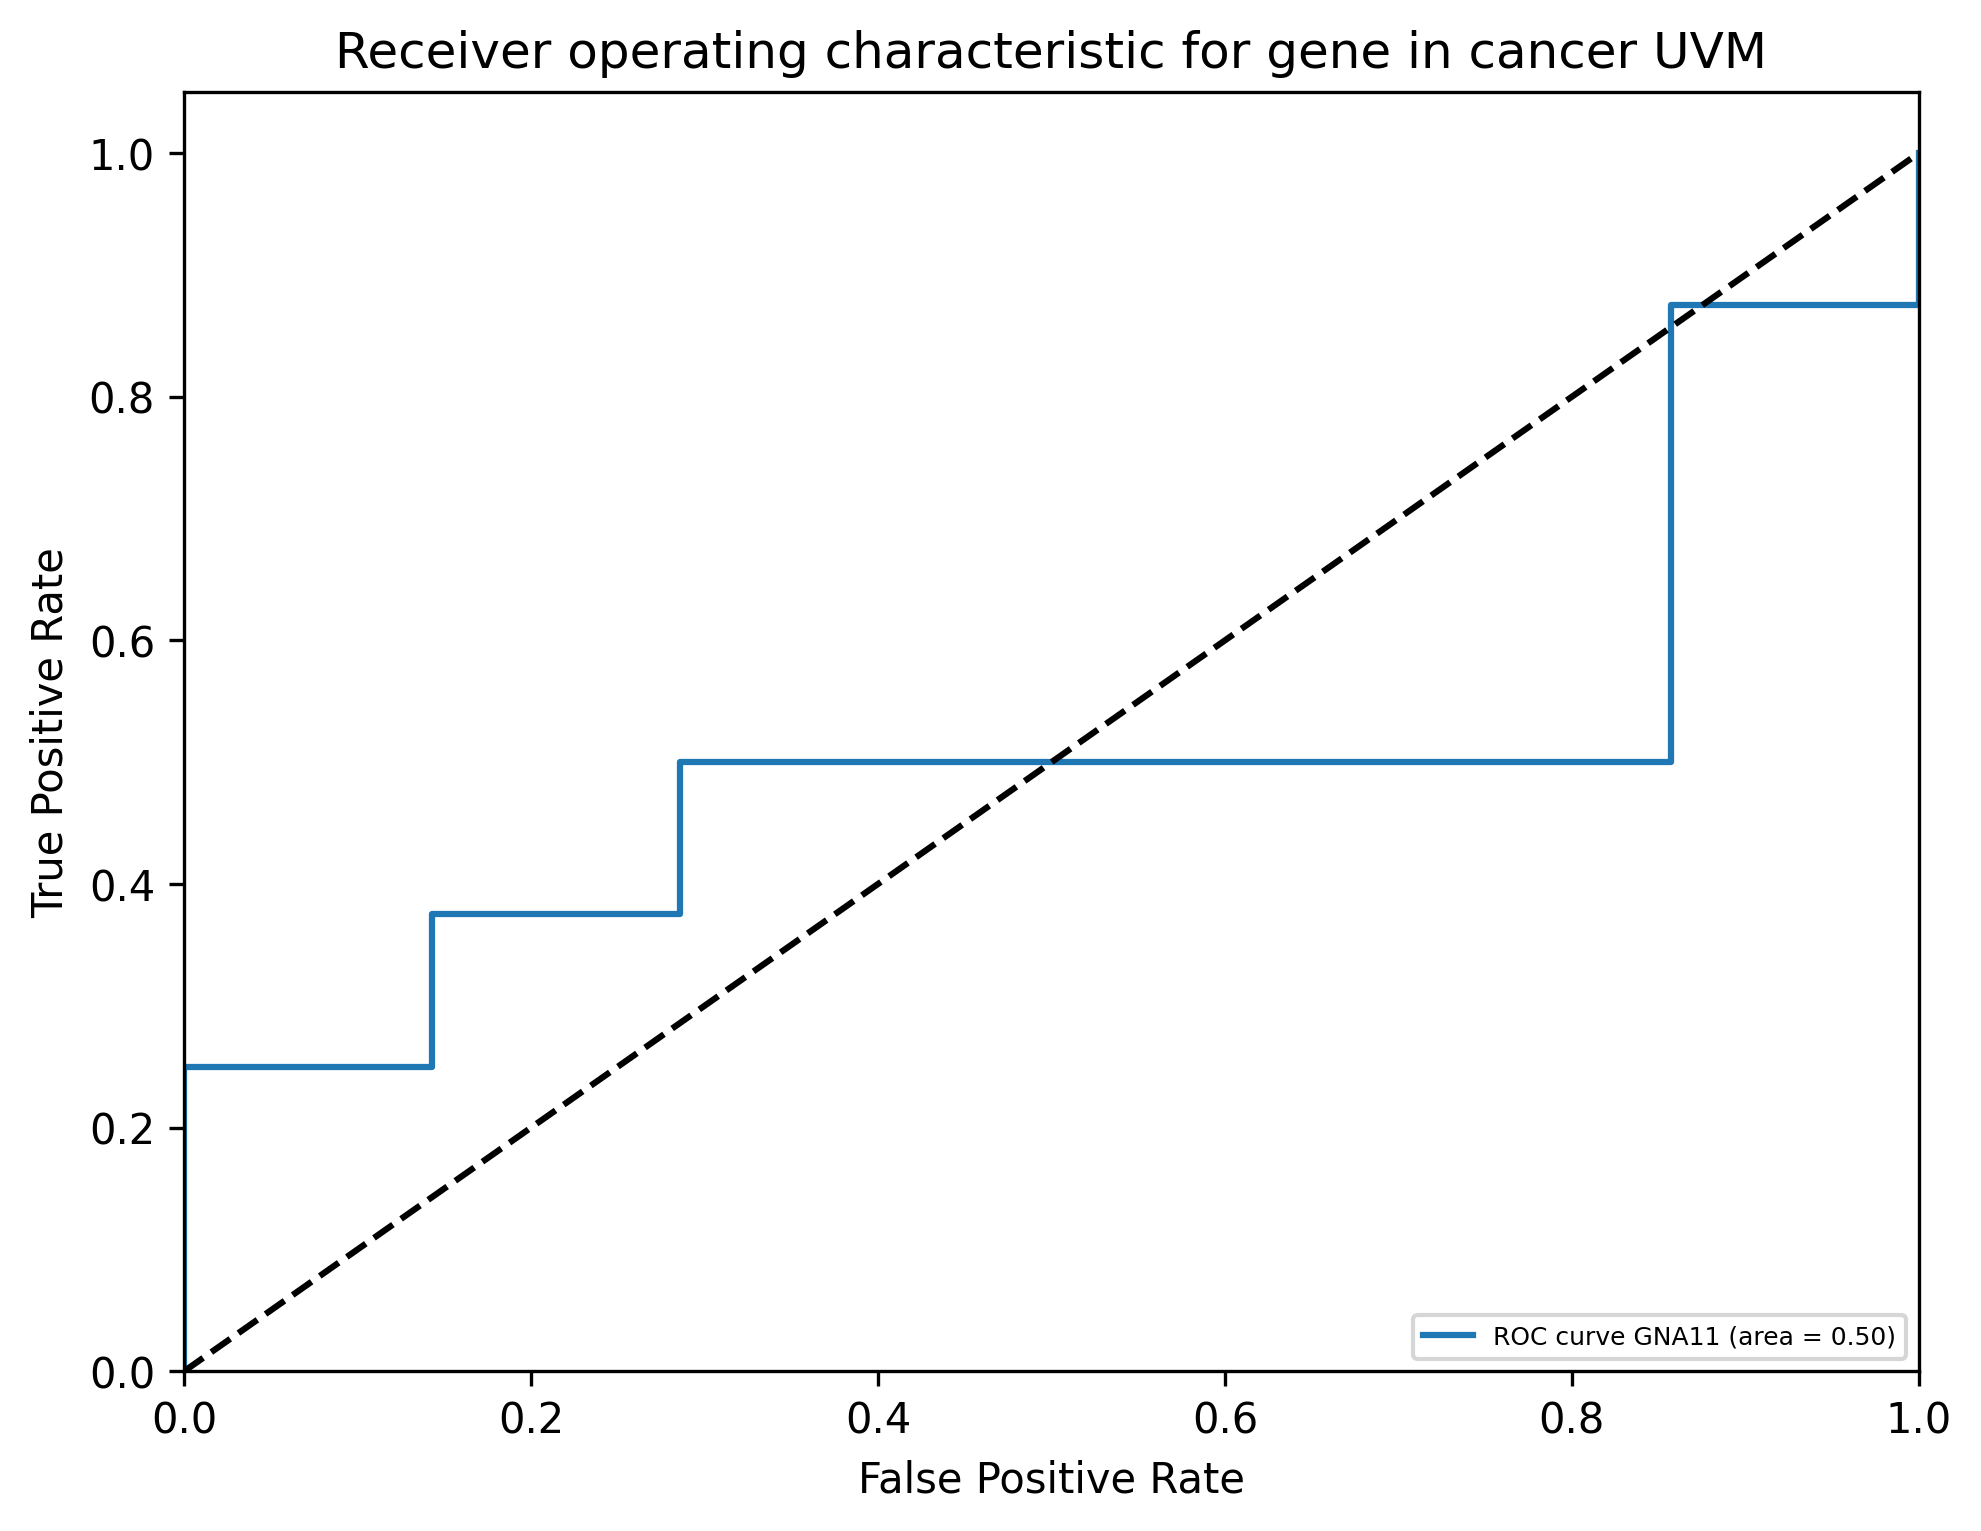 Receiver operating characteristic for gene in cancer UVM
1.0
0.8
0.6
0.4
0.2
0.0
True Positive Rate
0.0 0.2 0.4 0.6 0.8 1.0
False Positive Rate
ROC curve GNA11 (area = 0.50)